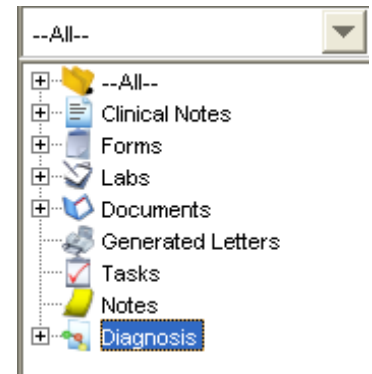 --All--
--All--
Clinical Notes
Forms
Labs
Documents
Generated Letters
Tasks
Notes
Diagnosis